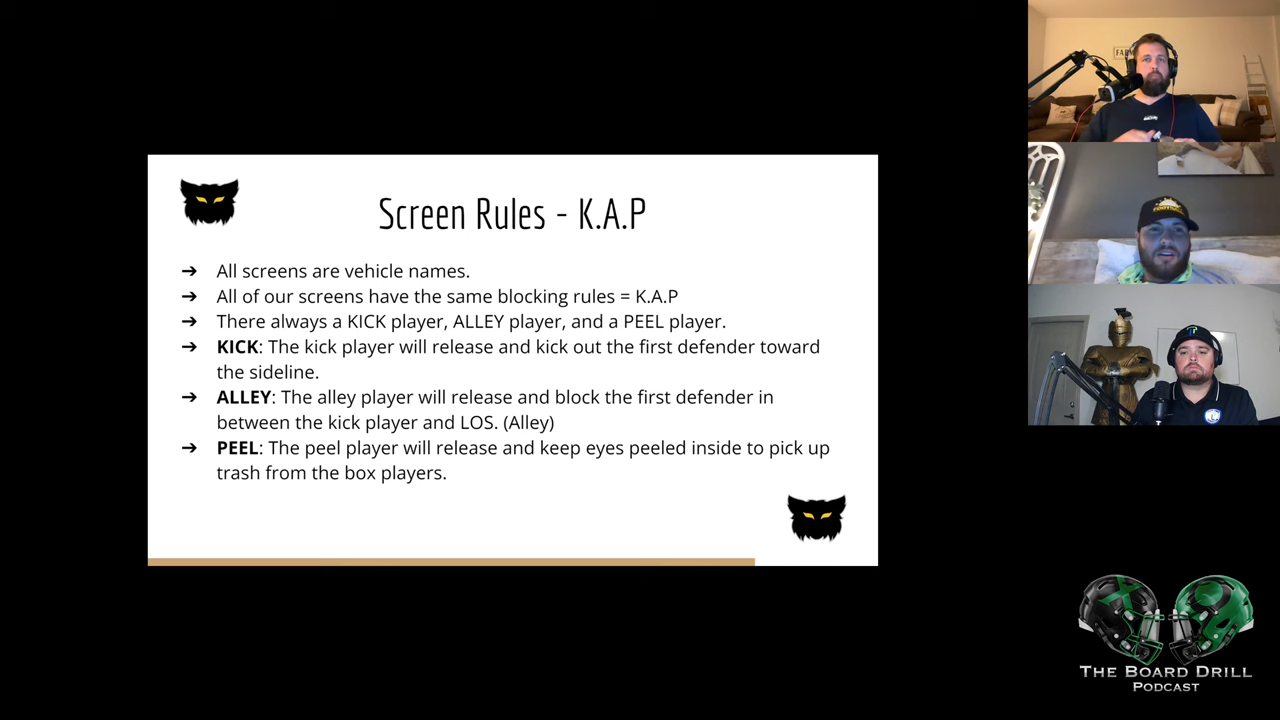 Screen Rules - K.A.P
➔ All screens are vehicle names.
➔ All of our screens have the same blocking rules = K.A.P
➔ There always a KICK player, ALLEY player, and a PEEL player.
➔ KICK: The kick player will release and kick out the first defender toward
the sideline.
➔ ALLEY: The alley player will release and block the first defender in
between the kick player and LOS. (Alley)
➔ PEEL: The peel player will release and keep eyes peeled inside to pick up
trash from the box players.
THE BOARD DRILL
PODCAST